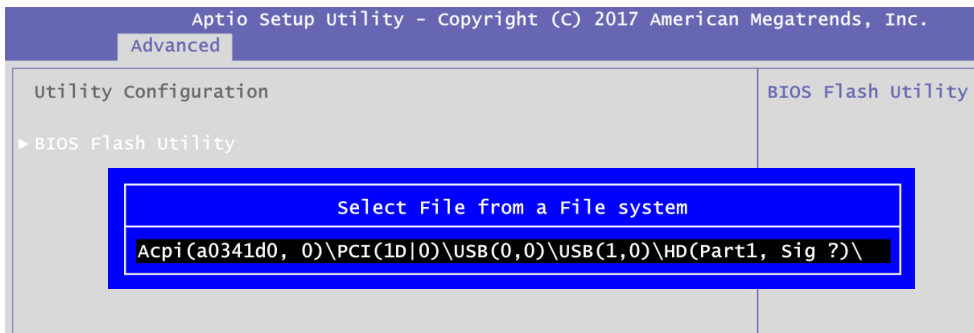 Aptio Setup Utility - Copyright (C) 2017 American Megatrends, Inc.
Advanced
Utility Configuration
BIOS Flash Utility
►BIOS Flash Utility
Select File from a File system
Acpi(a0341d0, 0)\PCI(1D|0)\USB(0,0)\USB(1,0)\HD(Part1, Sig ?)\